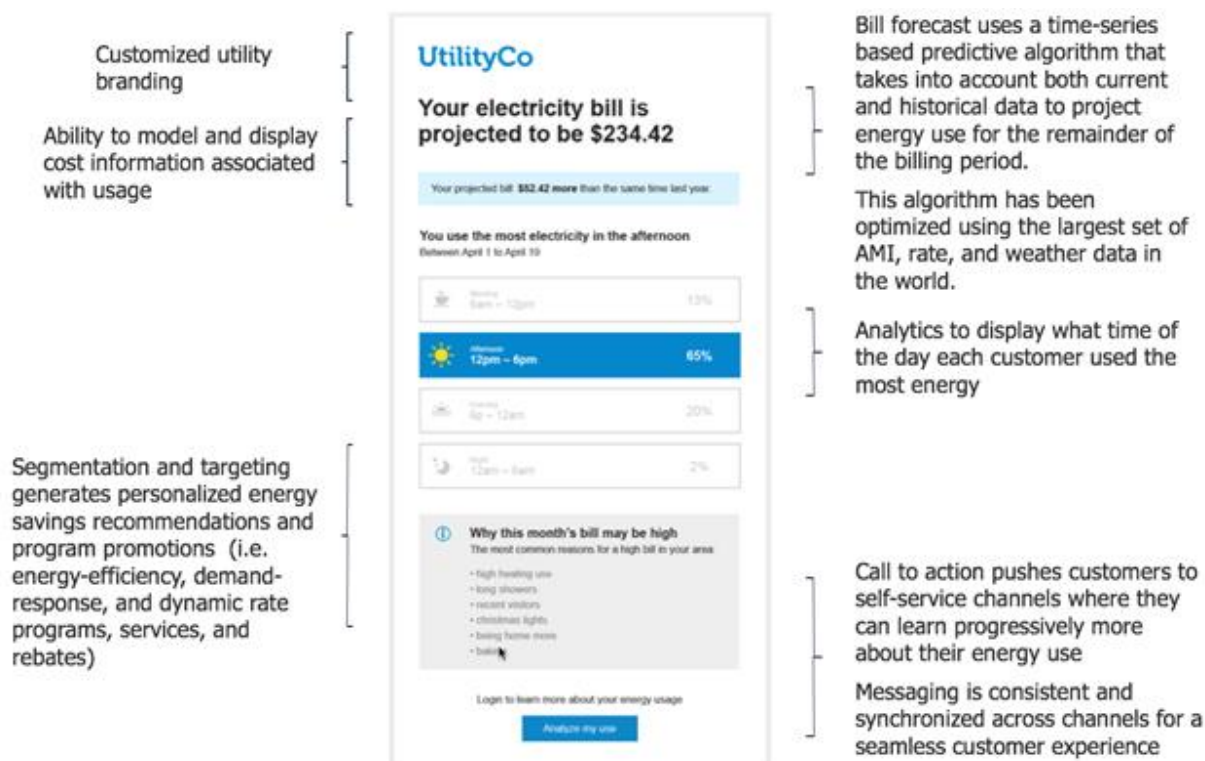 Customized utility
branding
Ability to model and display
cost information associated
with usage
Segmentation and targeting
generates personalized energy
savings recommendations and
program promotions (i.e.
energy-efficiency, demand-
response, and dynamic rate
programs, services, and
rebates)
UtilityCo
Your electricity bill is
projected to be $234.42
Your projected bill $52.42 more than the same time last year.
You use the most electricity in the afternoon
Between April 1 to April 19
Morning
6am – 12pm 13%
Afternoon
12pm – 6pm 65%
6p – 12am 20%
Night
12am – 6am 2%
Why this month's bill may be high
The most common reasons for a high bill in your area
• high heating use
• long showers
• recent visitors
• christmas lights
• being home more
Login to learn more about your energy usage
Analyze my use
Bill forecast uses a time-series
based predictive algorithm that
takes into account both current
and historical data to project
energy use for the remainder of
the billing period.
This algorithm has been
optimized using the largest set of
AMI, rate, and weather data in
the world.
Analytics to display what time of
the day each customer used the
most energy
Call to action pushes customers to
self-service channels where they
can learn progressively more
about their energy use
Messaging is consistent and
synchronized across channels for a
seamless customer experience